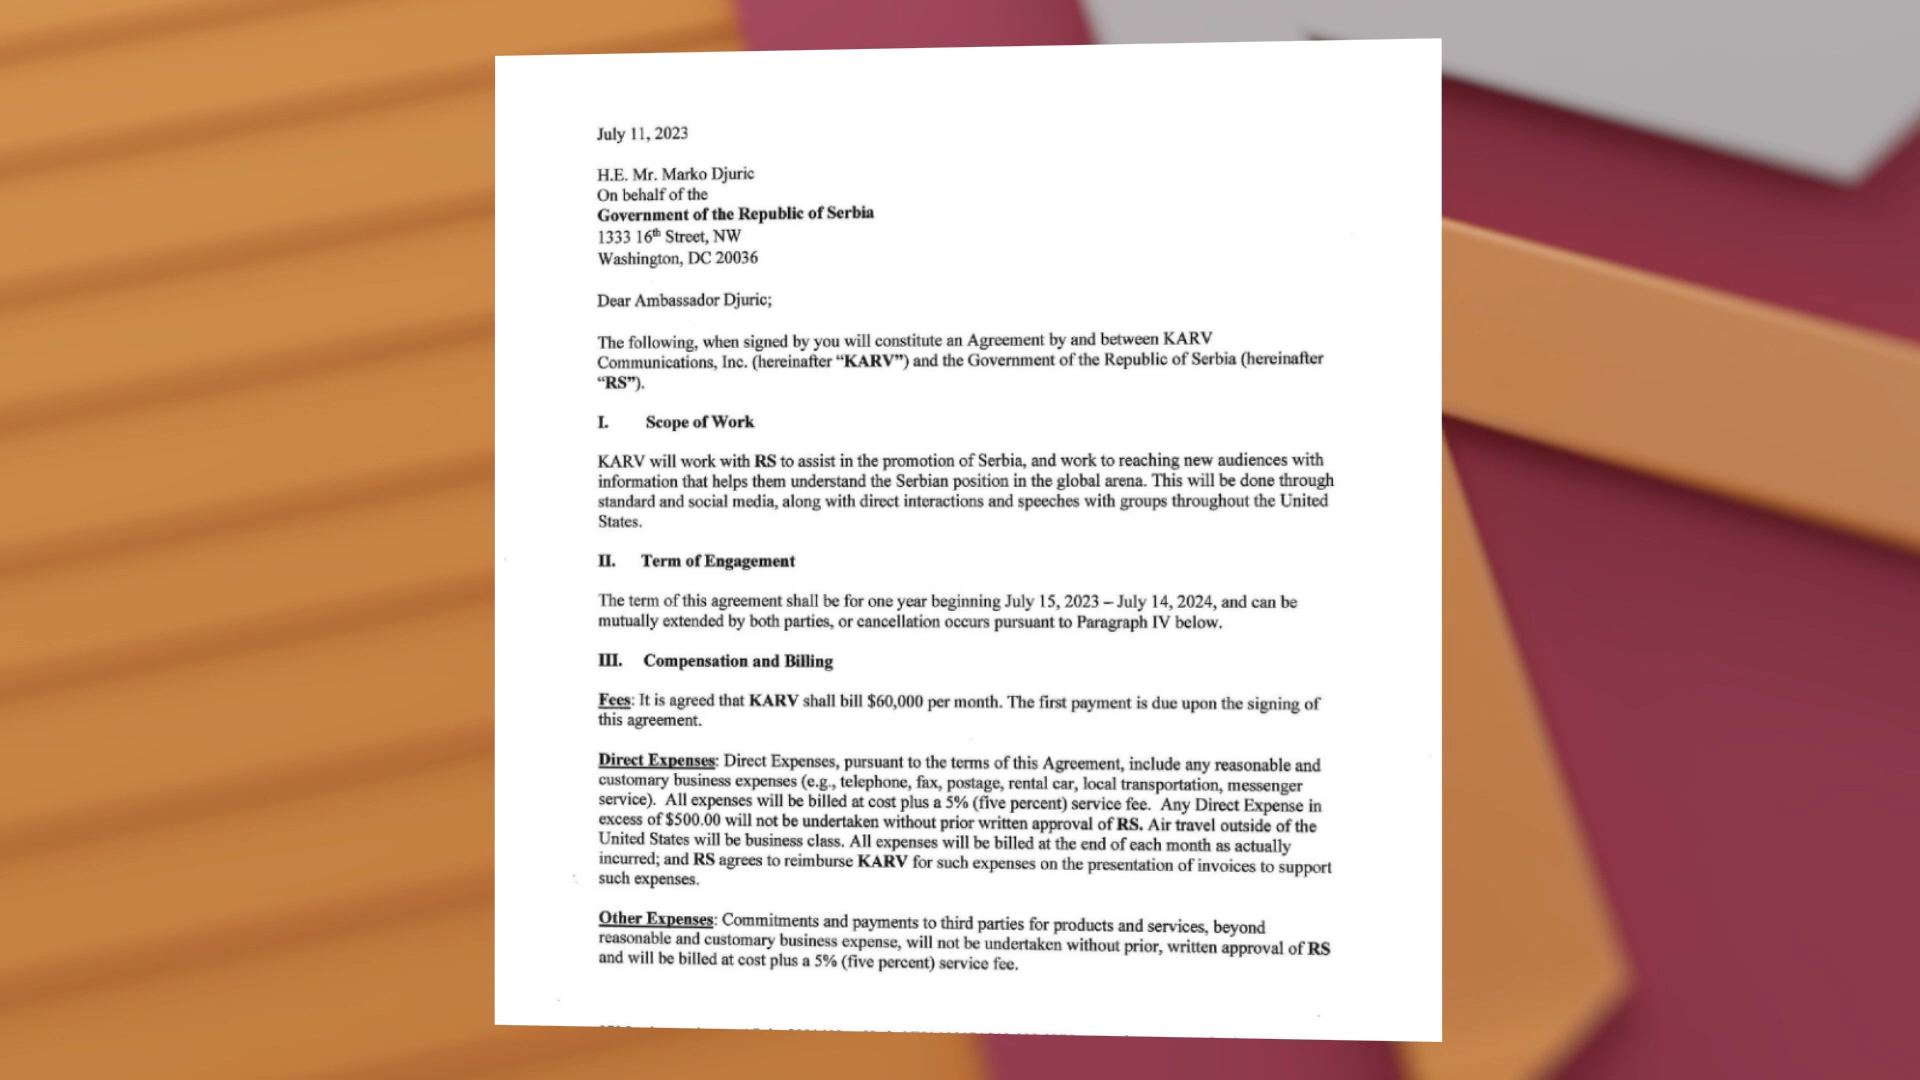 July 11, 2023
H.E. Mr. Marko Djuric
On behalf of the
Government of the Republic of Serbia
1333 16th Street, NW
Washington, DC 20036
Dear Ambassador Djuric;
The following, when signed by you will constitute an Agreement by and between KARV
Communications, Inc. (hereinafter “KARV”) and the Government of the Republic of Serbia (hereinafter
“RS”).
I. Scope of Work
KARV will work with RS to assist in the promotion of Serbia, and work to reaching new audiences with
information that helps them understand the Serbian position in the global arena. This will be done through
standard and social media, along with direct interactions and speeches with groups throughout the United
States.
II. Term of Engagement
The term of this agreement shall be for one year beginning July 15, 2023 – July 14, 2024, and can be
mutually extended by both parties, or cancellation occurs pursuant to Paragraph IV below.
III. Compensation and Billing
Fees: It is agreed that KARV shall bill $60,000 per month. The first payment is due upon the signing of
this agreement.
Direct Expenses: Direct Expenses, pursuant to the terms of this Agreement, include any reasonable and
customary business expenses (e.g., telephone, fax, postage, rental car, local transportation, messenger
service). All expenses will be billed at cost plus a 5% (five percent) service fee. Any Direct Expense in
excess of $500.00 will not be undertaken without prior written approval of RS. Air travel outside of the
United States will be business class. All expenses will be billed at the end of each month as actually
incurred; and RS agrees to reimburse KARV for such expenses on the presentation of invoices to support
such expenses.
Other Expenses: Commitments and payments to third parties for products and services, beyond
reasonable and customary business expense, will not be undertaken without prior, written approval of RS
and will be billed at cost plus a 5% (five percent) service fee.